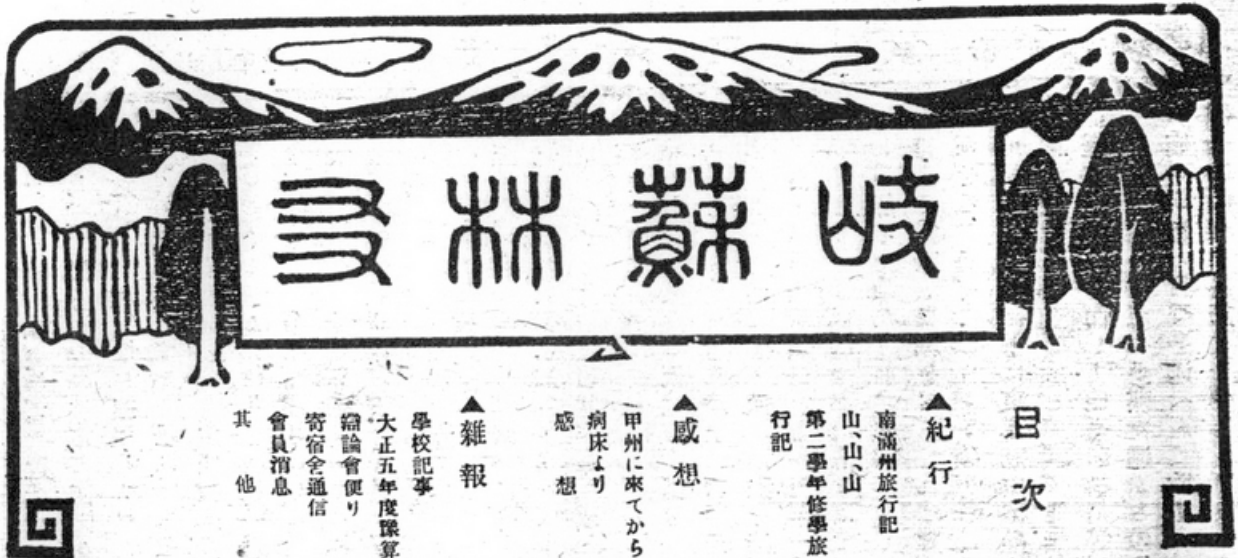 岐蘇林友
目次
▲紀行
南滿州旅行記
山、山、山
第二學年修學旅
行記
▲感想
甲州に來てから
病床より
感想
▲雜報
學校記事
大正五年度豫算
辯論會便り
寄宿舍通信
會員消息
其他